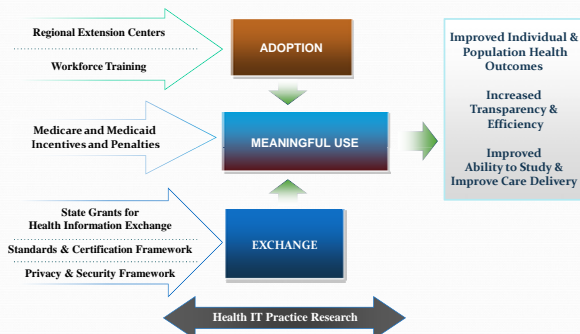 Regional Extension Centers
Workforce Training
ADOPTION
Medicare and Medicaid
Incentives and Penalties
MEANINGFUL USE
State Grants for
Health Information Exchange
Standards & Certification Framework
Privacy & Security Framework
EXCHANGE
Improved Individual &
Population Health
Outcomes
Increased
Transparency &
Efficiency
Improved
Ability to Study &
Improve Care Delivery
Health IT Practice Research